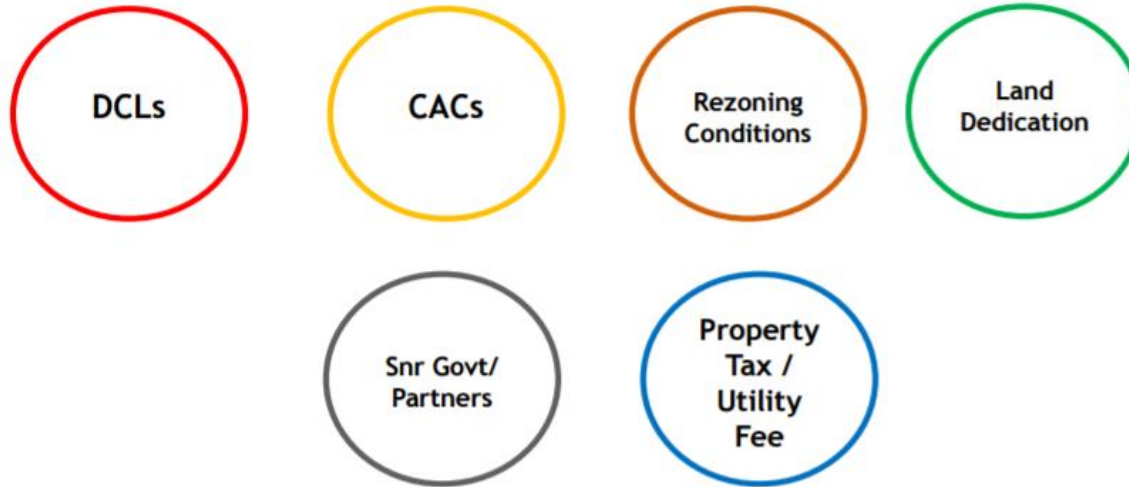 DCLs
CACs
Rezoning
Conditions
Land
Dedication
Snr Govt/
Partners
Property
Tax /
Utility
Fee